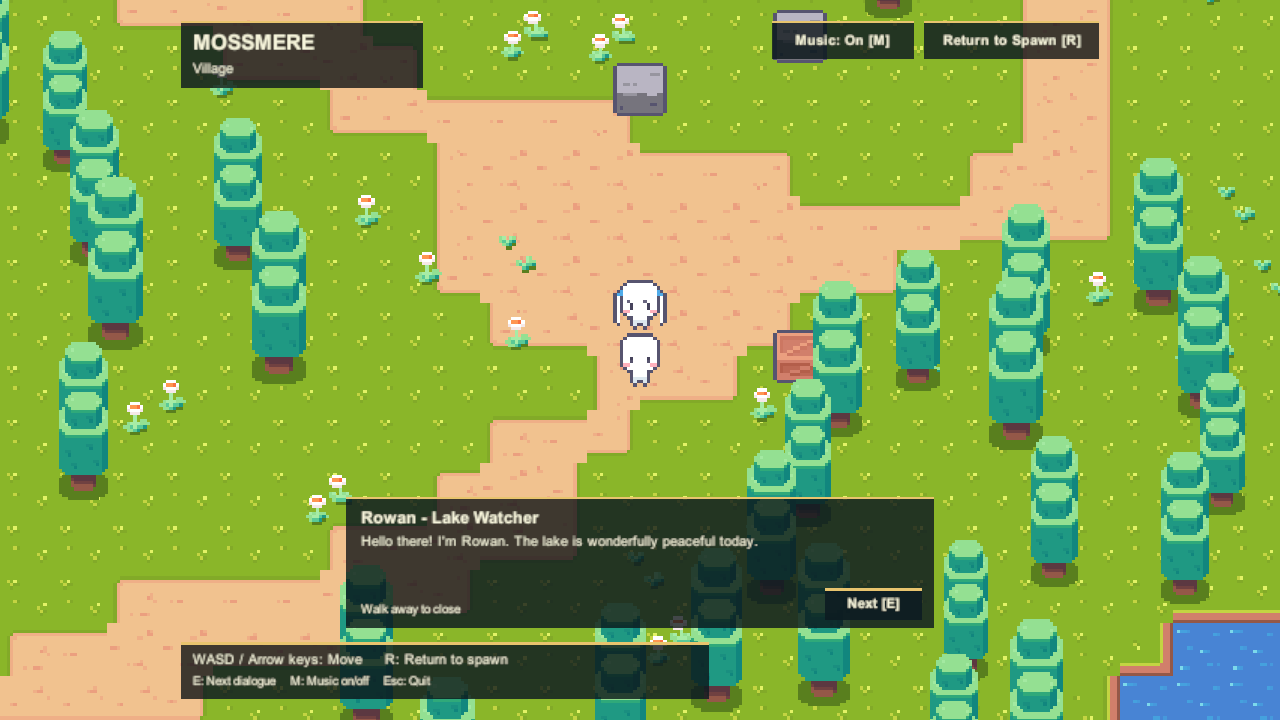 MOSSMERE
Village
Music: On [M]
Return to Spawn [R]
Rowan - Lake Watcher
Hello there! I'm Rowan. The lake is wonderfully peaceful today.
Walk away to close
Next [E]
WASD / Arrow keys: Move R: Return to spawn
E: Next dialogue M: Music on/off Esc: Quit